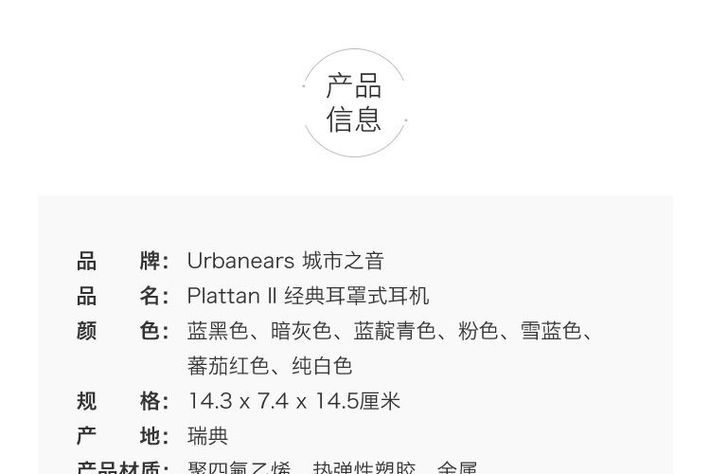 产品
信息
品 牌： Urbanears 城市之音
品 名： Plattan II 经典耳罩式耳机
颜 色： 蓝黑色、暗灰色、蓝靛青色、粉色、雪蓝色、
蕃茄红色、纯白色
规 格： 14.3 x 7.4 x 14.5厘米
产 地： 瑞典
产品材质： 聚四氟乙烯、热弹性塑胶、金属